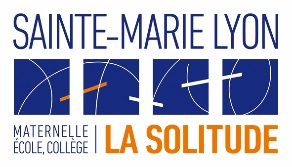 SAINTE-MARIE LYON
MATERNELLE
ÉCOLE, COLLÈGE
LA SOLITUDE